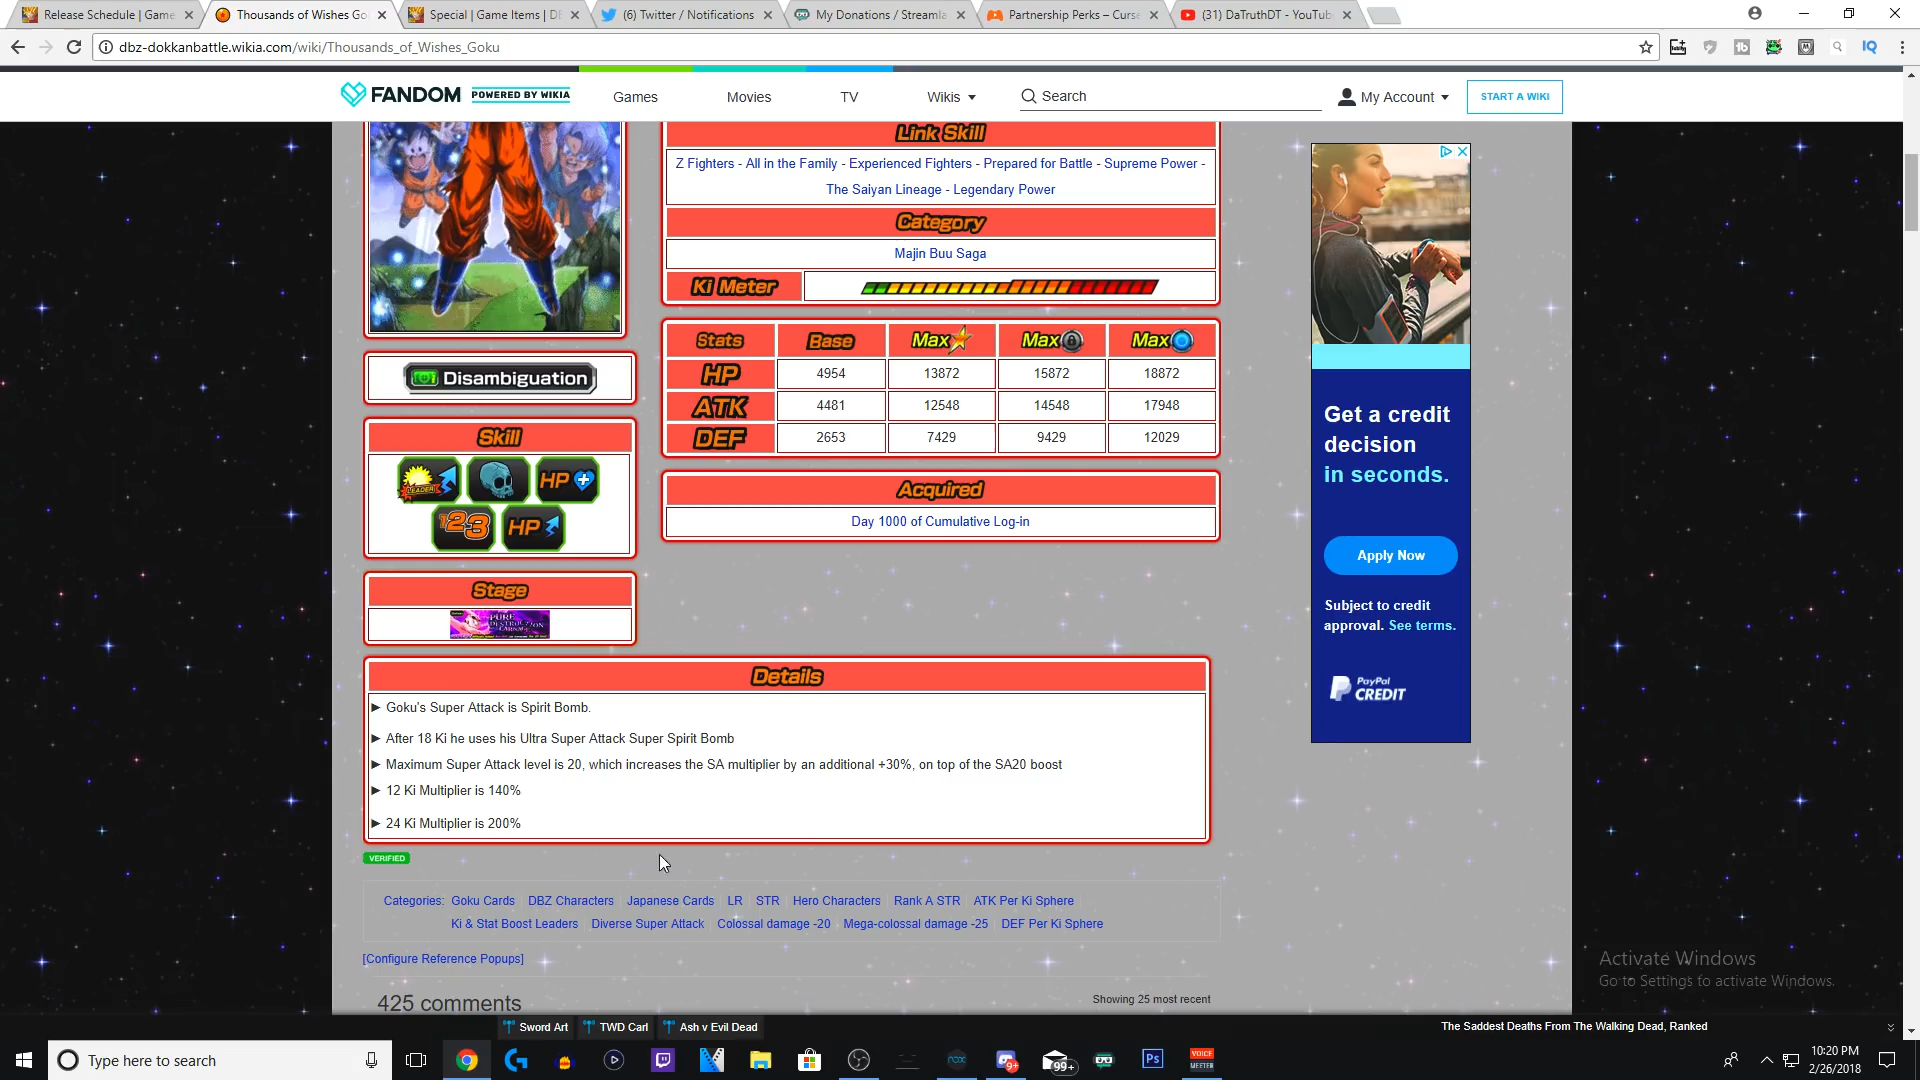 Release Schedule | Game
Thousands of Wishes Go
Special | Game Items | D
(6) Twitter / Notifications
My Donations / Streamla
Partnership Perks – Curse
(31) DaTruthDT - YouTub
dbz-dokkanbattle.wikia.com/wiki/Thousands_of_Wishes_Goku
FANDOM POWERED BY WIKIA
Games
Movies
TV
Wikis
Search
My Account
START A WIKI
Link Skill
Z Fighters - All in the Family - Experienced Fighters - Prepared for Battle - Supreme Power -
The Saiyan Lineage - Legendary Power
Category
Majin Buu Saga
Ki Meter
Disambiguation
Stats Base Max Max Max
HP 4954 13872 15872 18872
ATK 4481 12548 14548 17948
DEF 2653 7429 9429 12029
Skill
LEADER
HP
123
HP
Acquired
Day 1000 of Cumulative Log-in
Stage
PURE
DESTRUCTION
Details
► Goku's Super Attack is Spirit Bomb.
► After 18 Ki he uses his Ultra Super Attack Super Spirit Bomb
► Maximum Super Attack level is 20, which increases the SA multiplier by an additional +30%, on top of the SA20 boost
► 12 Ki Multiplier is 140%
► 24 Ki Multiplier is 200%
VERIFIED
Categories: Goku Cards DBZ Characters Japanese Cards LR STR Hero Characters Rank A STR ATK Per Ki Sphere
Ki & Stat Boost Leaders Diverse Super Attack Colossal damage -20 Mega-colossal damage -25 DEF Per Ki Sphere
[Configure Reference Popups]
425 comments
Showing 25 most recent
Get a credit
decision
in seconds.
Apply Now
Subject to credit
approval. See terms.
PayPal
CREDIT
Activate Windows
Go to Settings to activate Windows.
Sword Art
TWD Carl
Ash v Evil Dead
The Saddest Deaths From The Walking Dead, Ranked
Type here to search
nox
9+
99+
Ps
VOICE
MEETER
10:20 PM
2/26/2018